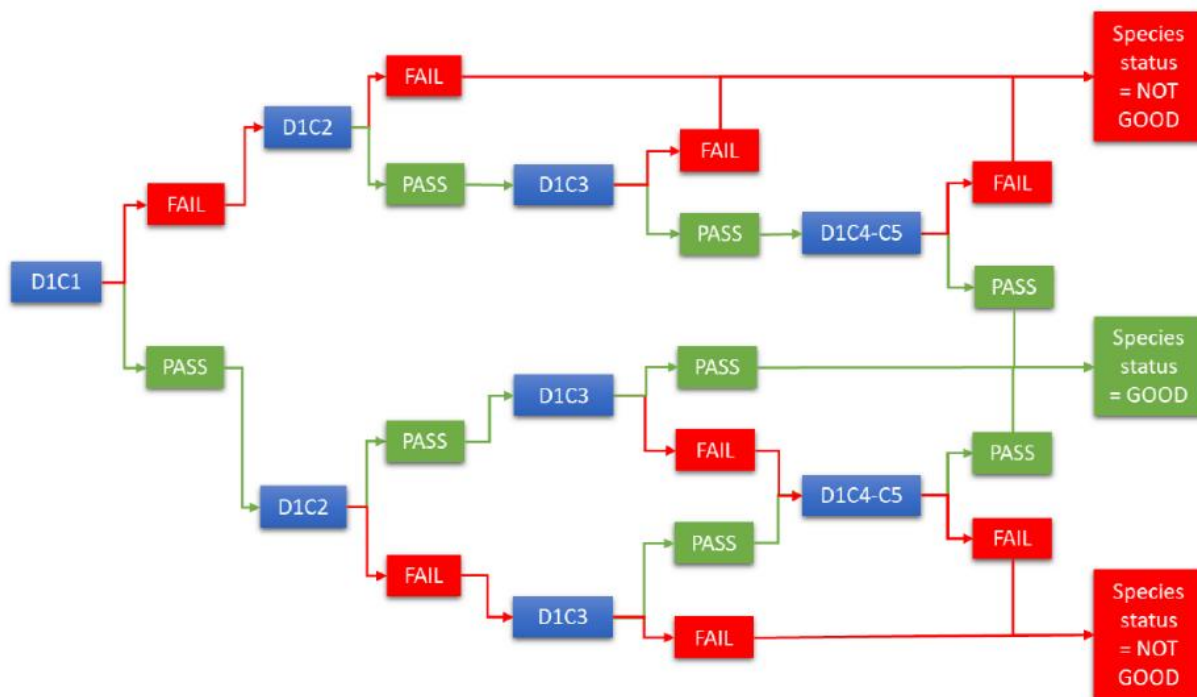 Species
status
= NOT
GOOD
FAIL
D1C2
FAIL
PASS
D1C3
FAIL
FAIL
PASS
D1C4-C5
D1C1
PASS
Species
status
= GOOD
PASS
D1C3
PASS
PASS
FAIL
PASS
D1C4-C5
D1C2
PASS
FAIL
FAIL
D1C3
FAIL
Species
status
= NOT
GOOD